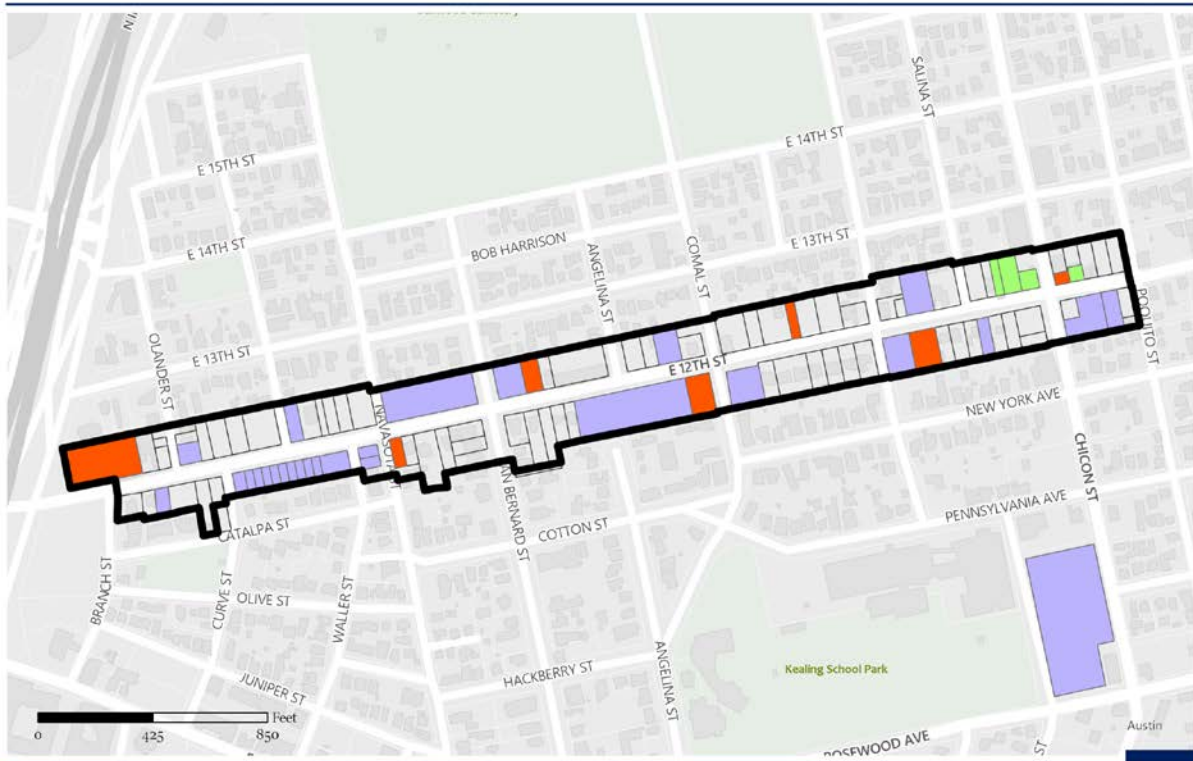 SALINA ST
E 14TH ST
E 15TH ST
BOB HARRISON
E 13TH ST
ANGELINA ST
COMAL ST
E 14TH ST
POQUITO ST
OLANDER ST
E 13TH ST
E 12TH ST
NEW YORK AVE
NAVASOTA ST
CHICON ST
SAN BERNARD ST
PENNSYLVANIA AVE
CATALPA ST
COTTON ST
BRANCH ST
CURVE ST
OLIVE ST
WALLER ST
ANGELINA ST
HACKBERRY ST
Kealing School Park
JUNIPER ST
Feet
0 425 850
Austin
ROSEWOOD AVE
ST